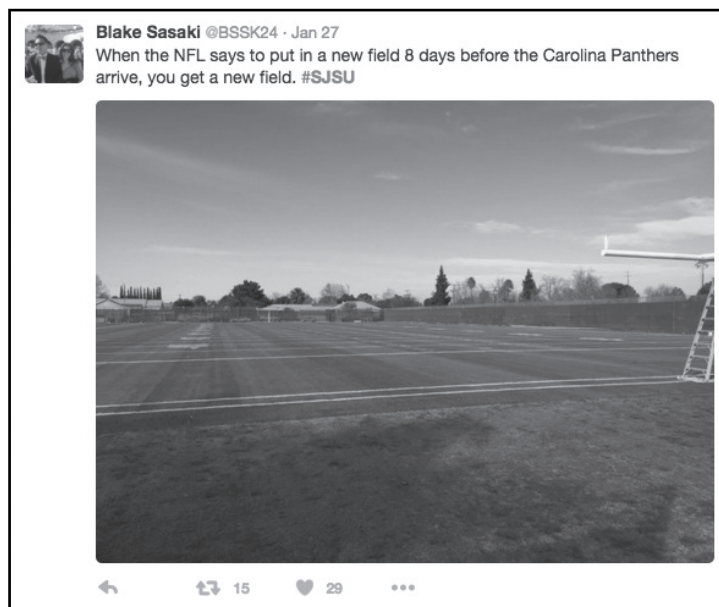 Blake Sasaki @BSSK24 · Jan 27
When the NFL says to put in a new field 8 days before the Carolina Panthers
arrive, you get a new field. #SJSU
15 29